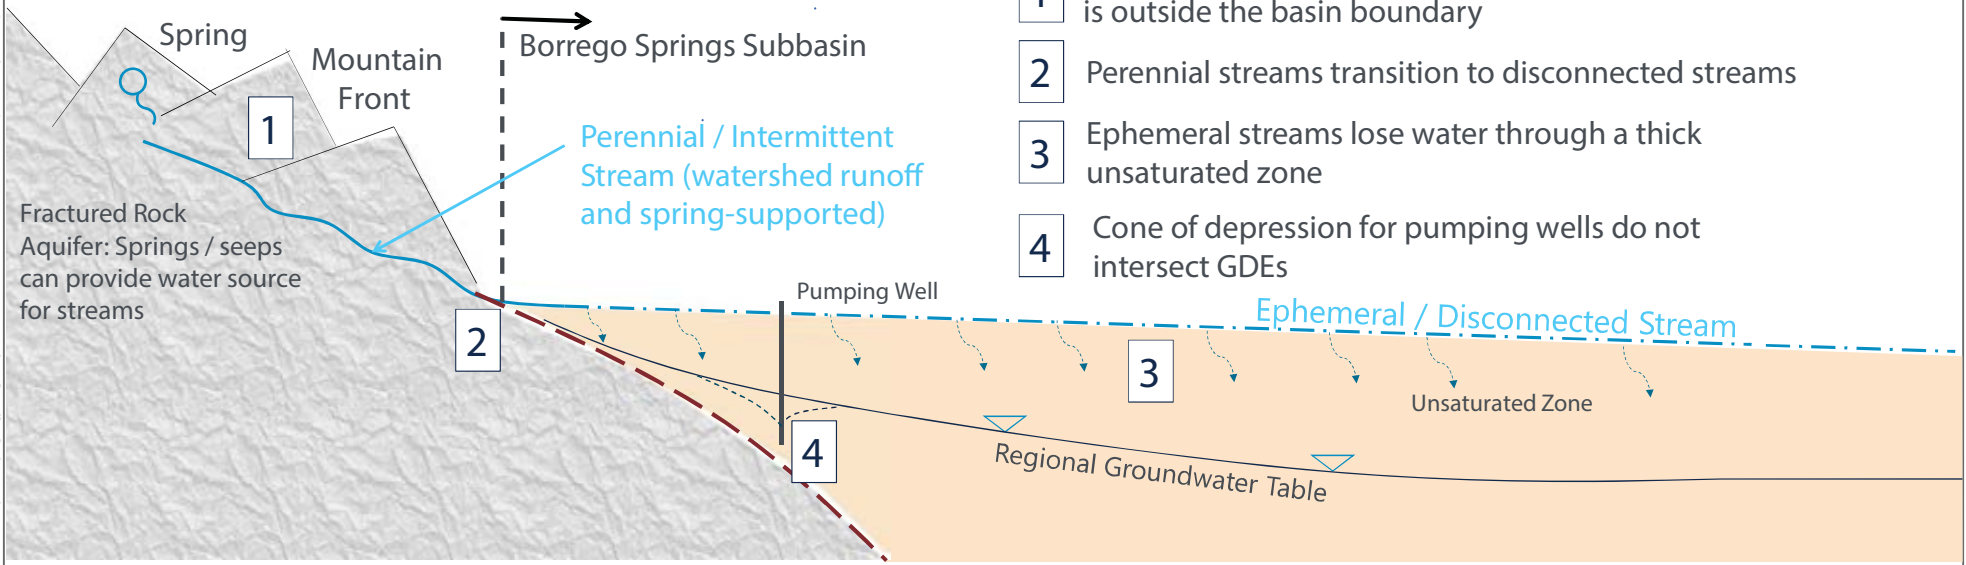 Spring
Mountain
Front
1
Fractured Rock
Aquifer: Springs / seeps
can provide water source
for streams
Borrego Springs Subbasin
Perennial / Intermittent
Stream (watershed runoff
and spring-supported)
is outside the basin boundary
2
Perennial streams transition to disconnected streams
3
Ephemeral streams lose water through a thick
unsaturated zone
4
Cone of depression for pumping wells do not
intersect GDEs
Pumping Well
Ephemeral / Disconnected Stream
2
3
Unsaturated Zone
4
Regional Groundwater Table